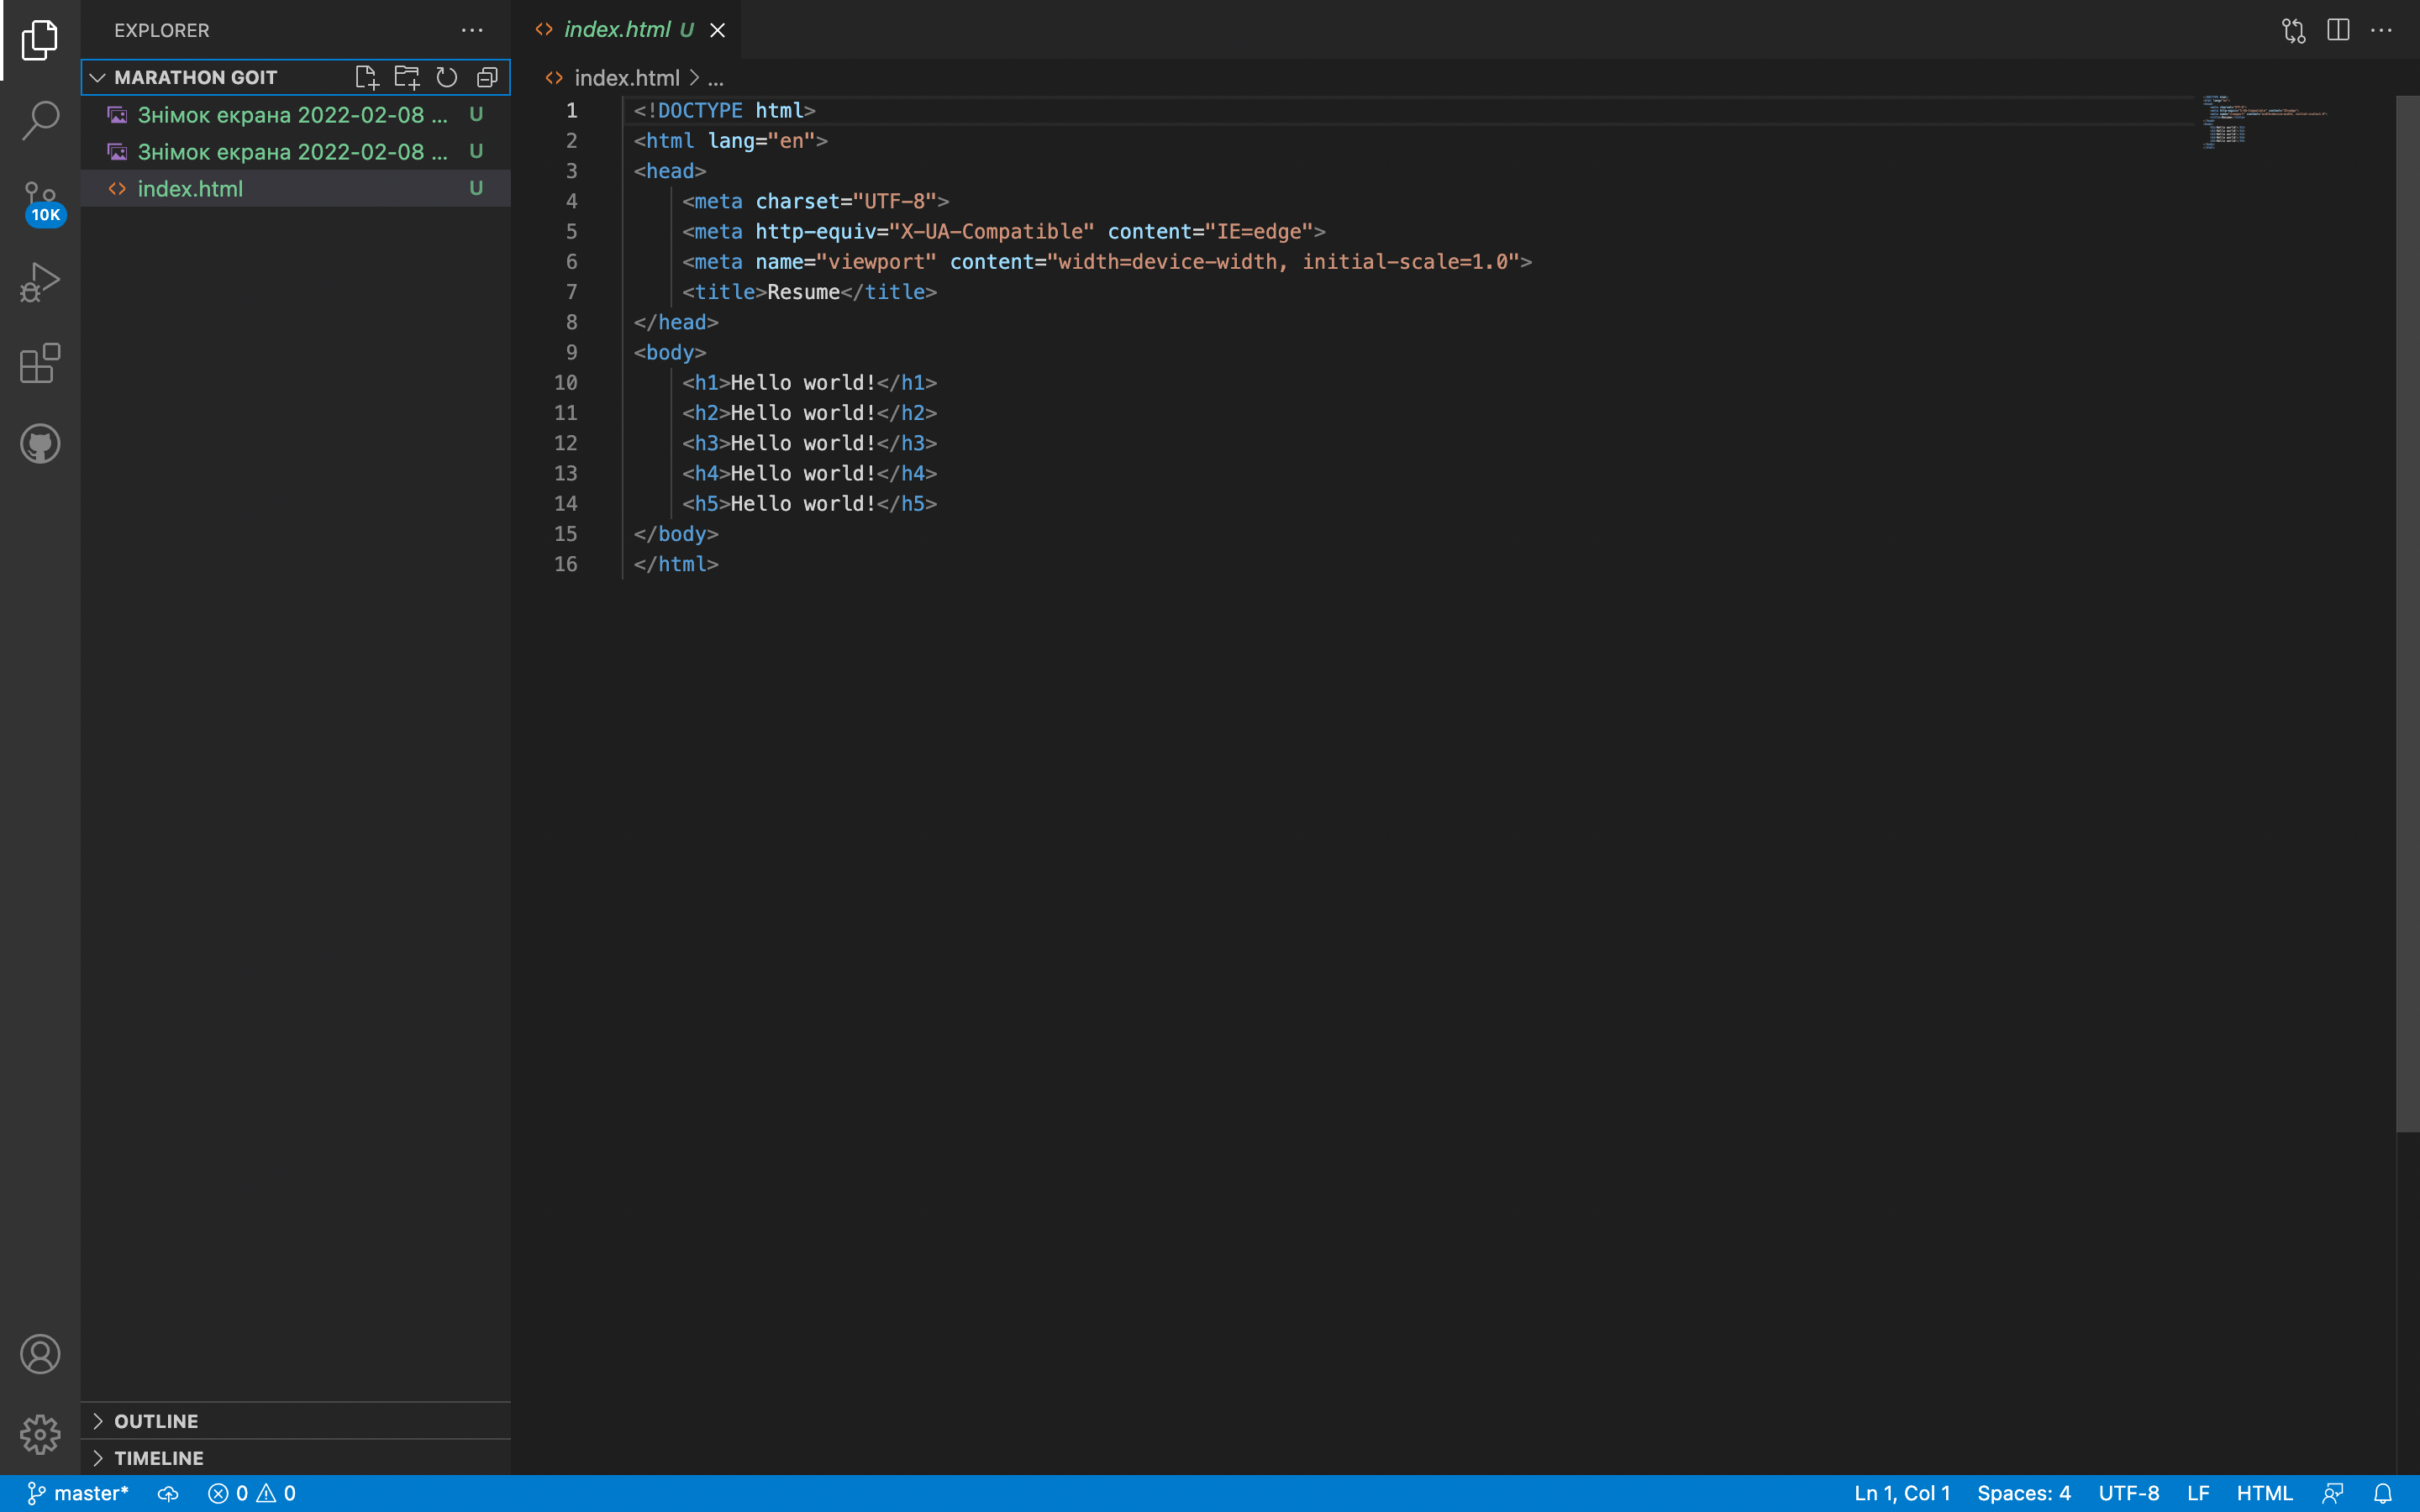 EXPLORER
MARATHON GOIT
Знімок екрана 2022-02-08 ... U
Знімок екрана 2022-02-08 ... U
index.html U
10K
OUTLINE
TIMELINE
index.html U
index.html > ...
1 <!DOCTYPE html>
2 <html lang="en">
3 <head>
4 <meta charset="UTF-8">
5 <meta http-equiv="X-UA-Compatible" content="IE=edge">
6 <meta name="viewport" content="width=device-width, initial-scale=1.0">
7 <title>Resume</title>
8 </head>
9 <body>
10 <h1>Hello world!</h1>
11 <h2>Hello world!</h2>
12 <h3>Hello world!</h3>
13 <h4>Hello world!</h4>
14 <h5>Hello world!</h5>
15 </body>
16 </html>
master* 0 0 Ln 1, Col 1 Spaces: 4 UTF-8 LF HTML